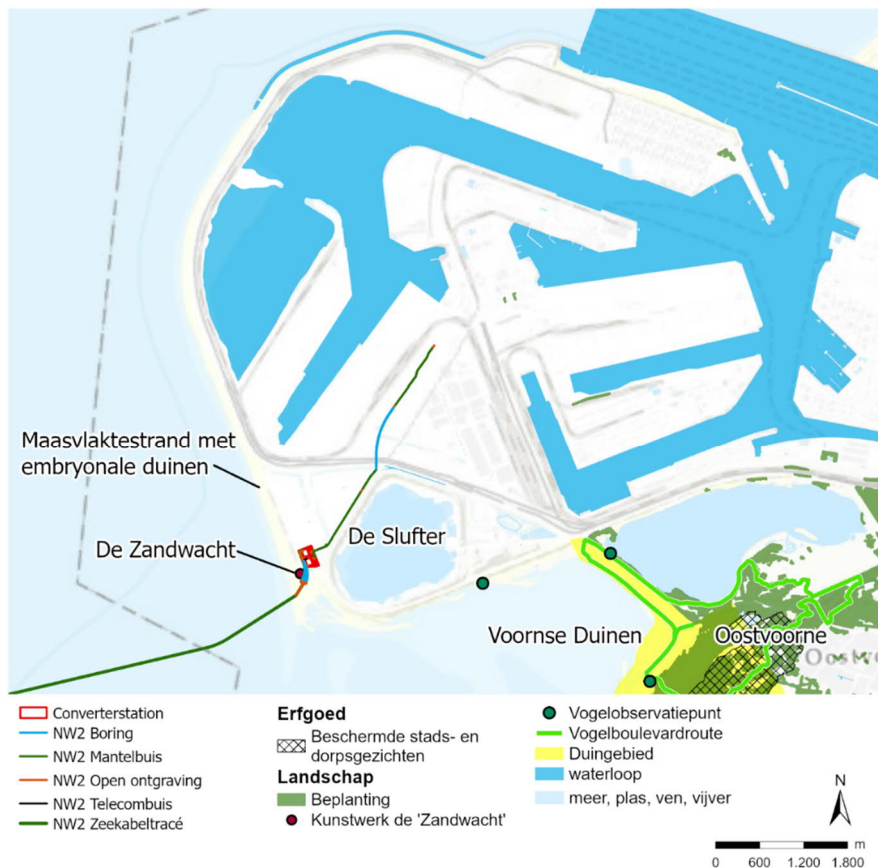 Maasvlaktestrand met
embryonale duinen
De Zandwacht
De Slufter
Voornse Duinen
Oostvoorne
Converterstation
NW2 Boring
NW2 Mantelbuis
NW2 Open ontgraving
NW2 Telecombuis
NW2 Zeekabeltracé
Erfgoed
Beschermde stads- en
dorpsgezichten
Landschap
Beplanting
Kunstwerk de 'Zandwacht'
Vogelobservatiepunt
Vogelboulevardroute
Duingebied
waterloop
meer, plas, ven, vijver
N
0 600 1.200 1.800 m